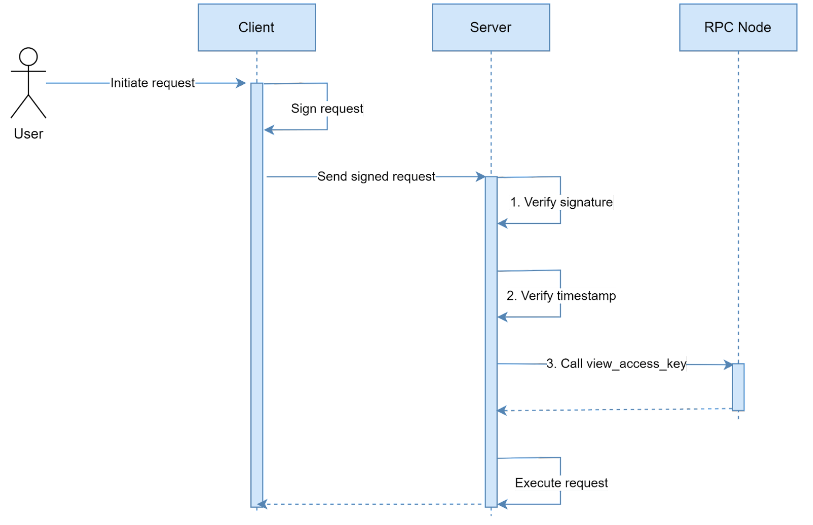 Client
Server
RPC Node
Initiate request
Sign request
User
Send signed request
1. Verify signature
2. Verify timestamp
3. Call view_access_key
Execute request